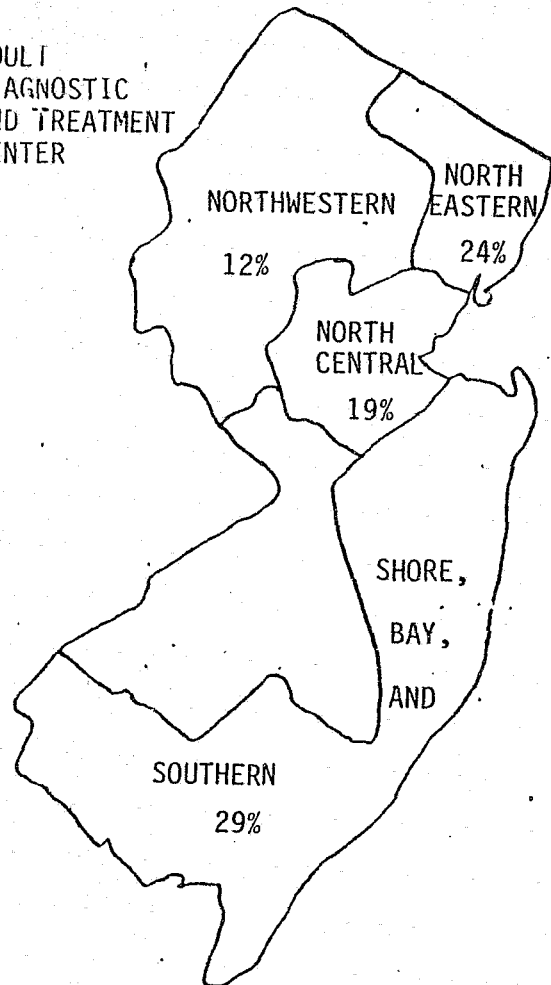 AGNOSTIC
TREATMENT
NORTHWESTERN
12%
NORTH
EASTERN
24%
NORTH
CENTRAL
19%
SHORE,
BAY,
AND
SOUTHERN
29%